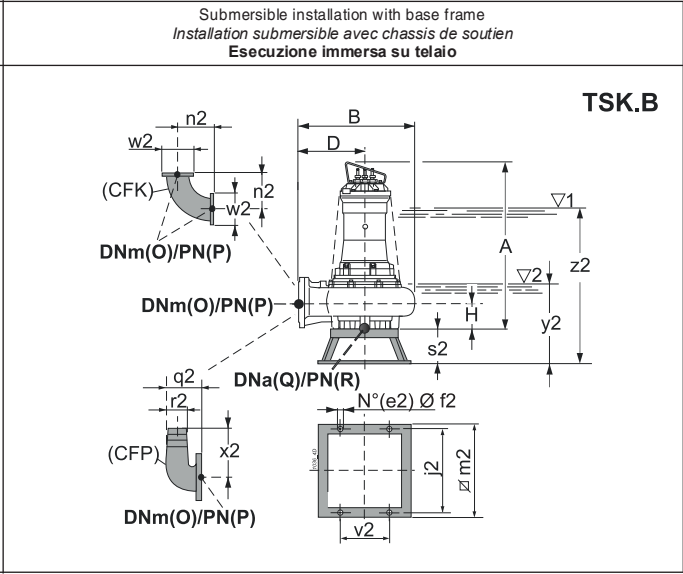 Submersible installation with base frame
Installation submersible avec chassis de soutien
Esecuzione immersa su telaio
TSK.B
B
n2
w2
D
(CFK)
n2
w2
▽1
A
DNm(O)/PN(P)
z2
▽2
DNm(O)/PN(P)
H
y2
s2
q2
DNa(Q)/PN(R)
r2
N°(e2) Ø f2
(CFP)
x2
j2
⌀ m2
DNm(O)/PN(P)
v2